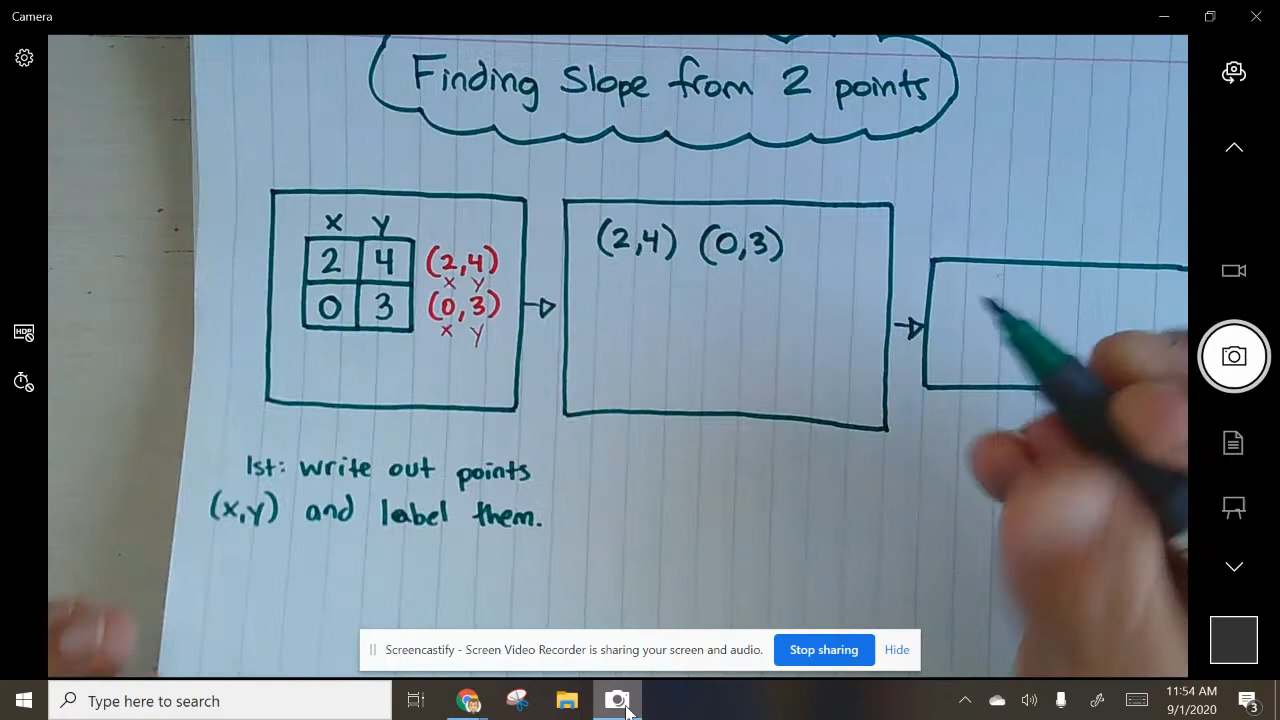 Camera
Finding Slope from 2 points
x y
2 4 (2,4)
x y
0 3 (0,3)
x y
(2,4) (0,3)
1st: write out points
(x,y) and label them.
HDR
Screencastify - Screen Video Recorder is sharing your screen and audio.
Stop sharing
Hide
Type here to search
11:54 AM
9/1/2020
3